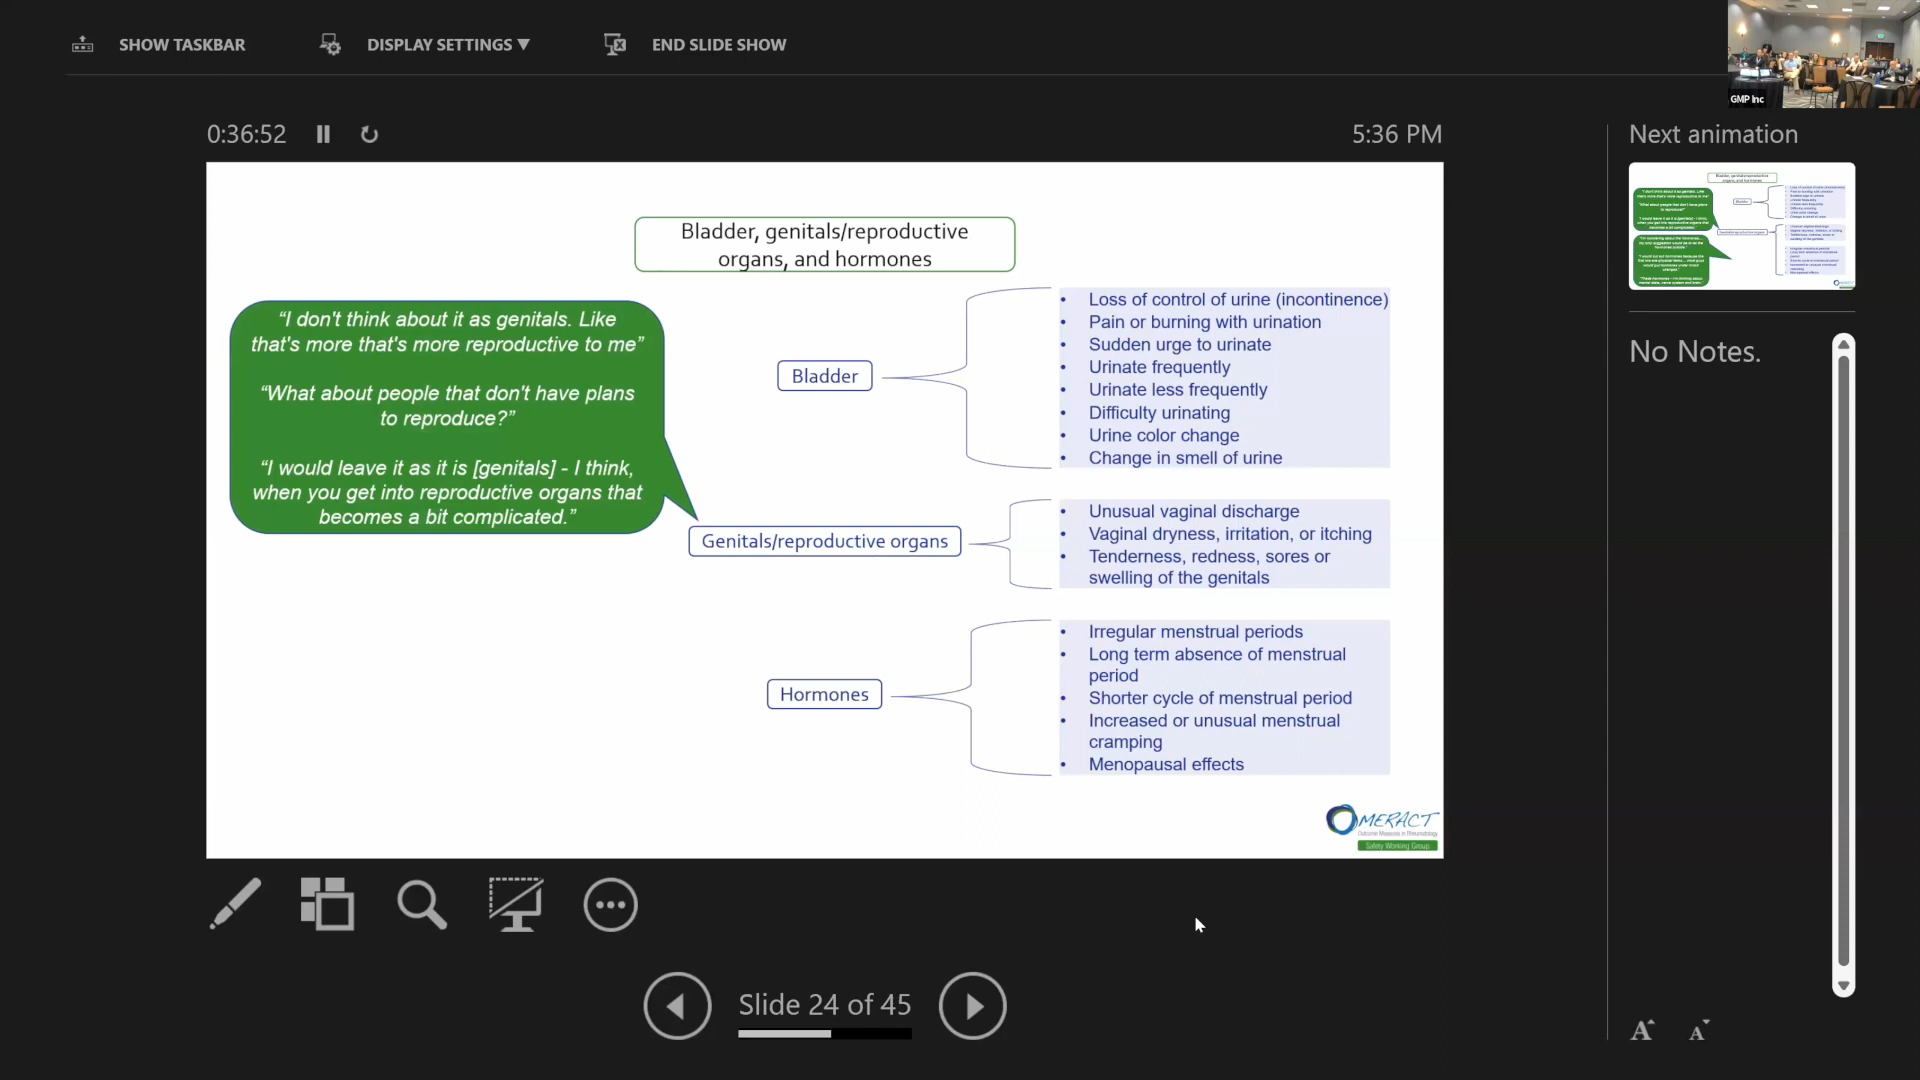 SHOW TASKBAR
DISPLAY SETTINGS ▼
END SLIDE SHOW
GMP Inc
0:36:52
5:36 PM
Next animation
Bladder, genitals/reproductive
organs, and hormones
“I don't think about it as genitals. Like
that's more that's more reproductive to me”
“What about people that don't have plans
to reproduce?”
“I would leave it as it is [genitals] - I think,
when you get into reproductive organs that
becomes a bit complicated.”
Bladder
• Loss of control of urine (incontinence)
• Pain or burning with urination
• Sudden urge to urinate
• Urinate frequently
• Urinate less frequently
• Difficulty urinating
• Urine color change
• Change in smell of urine
Genitals/reproductive organs
• Unusual vaginal discharge
• Vaginal dryness, irritation, or itching
• Tenderness, redness, sores or
swelling of the genitals
Hormones
• Irregular menstrual periods
• Long term absence of menstrual
period
• Shorter cycle of menstrual period
• Increased or unusual menstrual
cramping
• Menopausal effects
OMERACT
Outcome Measures in Rheumatology
Safety Working Group
No Notes.
Slide 24 of 45
A A